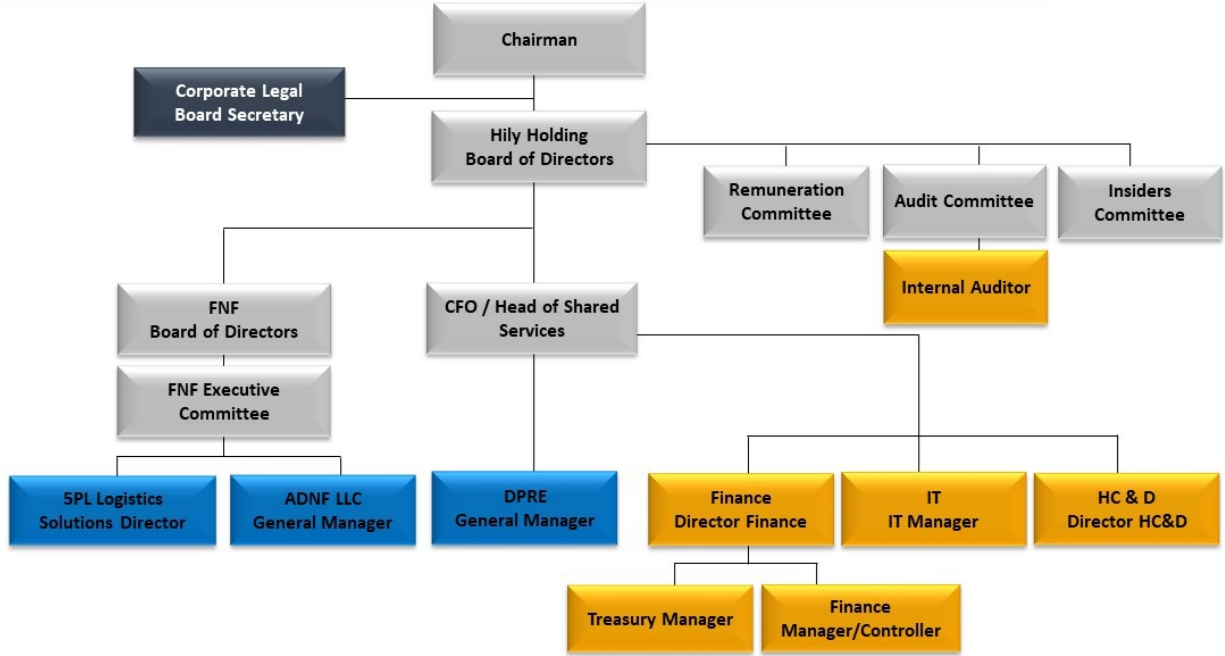 Chairman
Corporate Legal
Board Secretary
Hily Holding
Board of Directors
Remuneration
Committee
Audit Committee
Insiders
Committee
Internal Auditor
FNF
Board of Directors
CFO / Head of Shared
Services
FNF Executive
Committee
5PL Logistics
Solutions Director
ADNF LLC
General Manager
DPRE
General Manager
Finance
Director Finance
IT
IT Manager
HC & D
Director HC&D
Treasury Manager
Finance
Manager/Controller